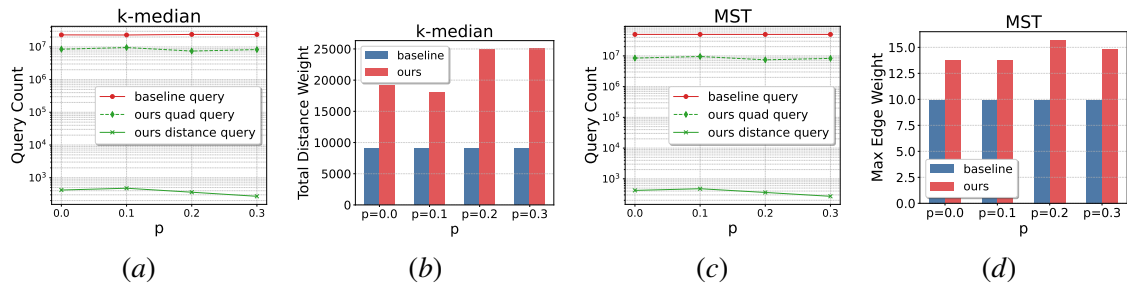 k-median
Query Count
10^7
10^6
10^5
10^4
10^3
baseline query
ours quad query
ours distance query
0.0 0.1 0.2 0.3
p
(a)
k-median
Total Distance Weight
25000
20000
15000
10000
5000
0
baseline
ours
p=0.0 p=0.1 p=0.2 p=0.3
p
(b)
MST
Query Count
10^7
10^6
10^5
10^4
10^3
baseline query
ours quad query
ours distance query
0.0 0.1 0.2 0.3
p
(c)
MST
Max Edge Weight
15.0
12.5
10.0
7.5
5.0
2.5
0.0
baseline
ours
p=0.0 p=0.1 p=0.2 p=0.3
p
(d)